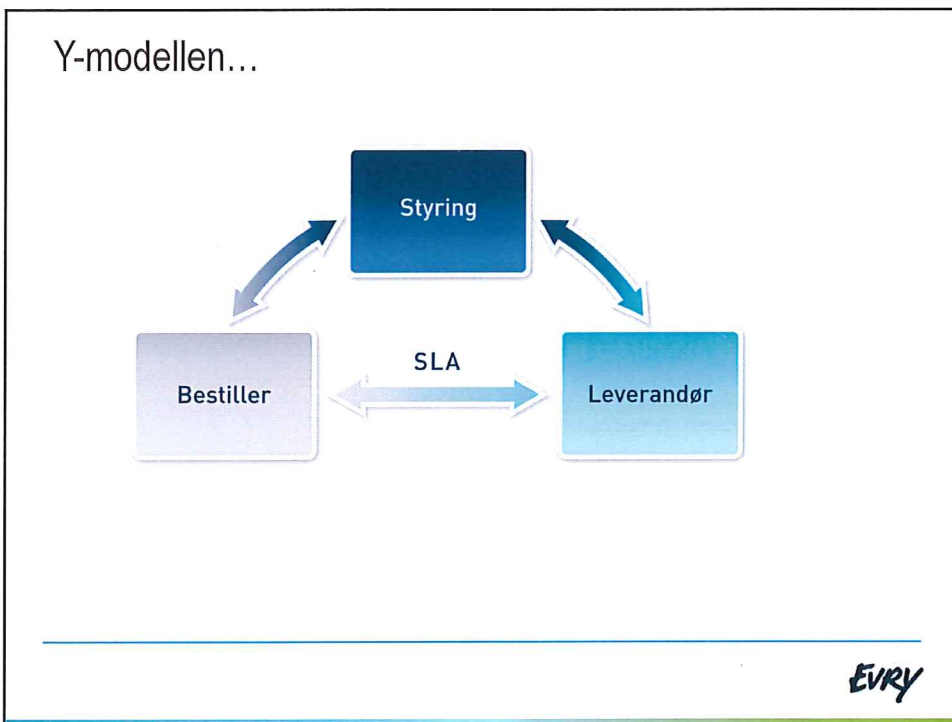 Y-modellen...
Styring
SLA
Bestiller
Leverandør
EVRY